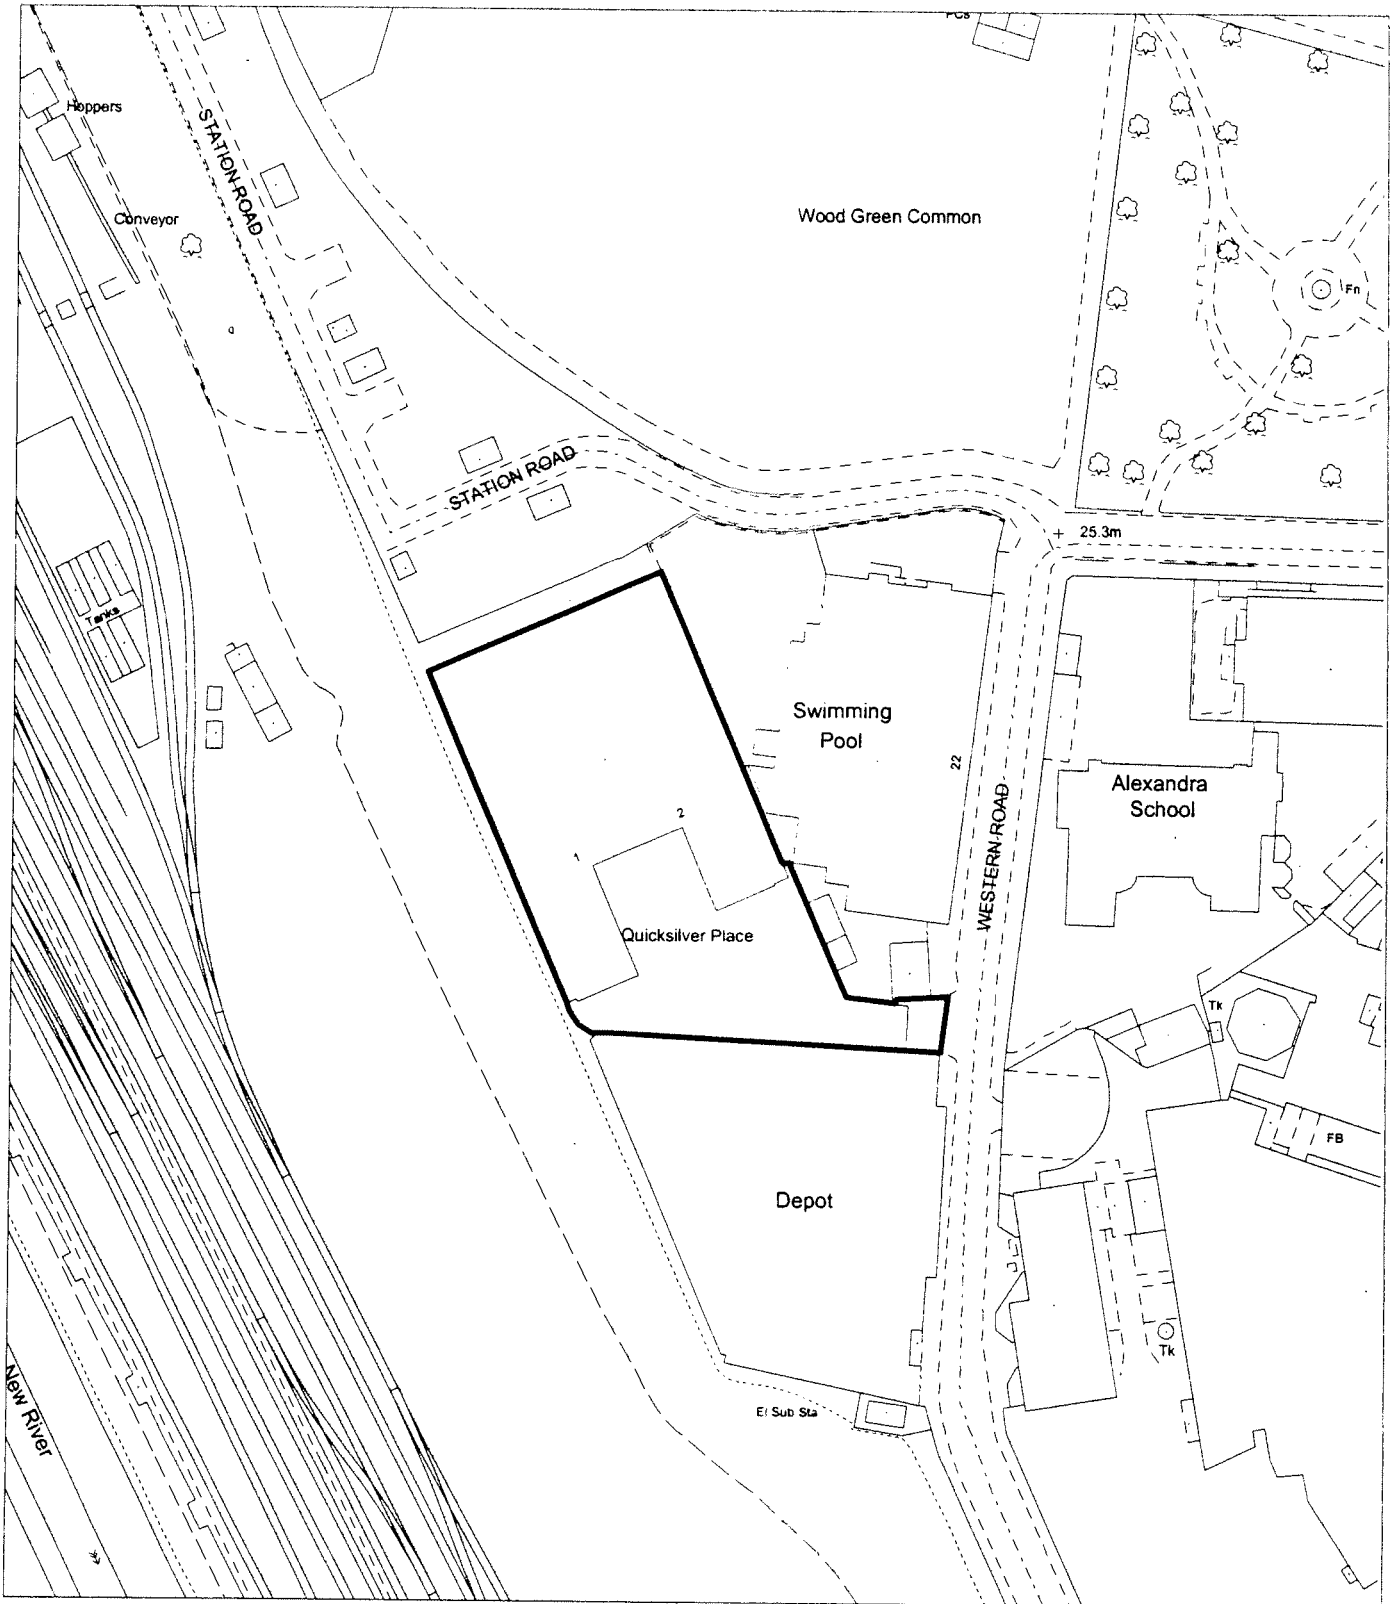 PCs
Hoppers
STATION ROAD
Conveyor
Wood Green Common
Fn
STATION ROAD
25.3m
Tanks
Swimming
Pool
22
WESTERN ROAD
Alexandra
School
2
1
Quicksilver Place
Tk
FB
Depot
Tk
New River
El Sub Sta